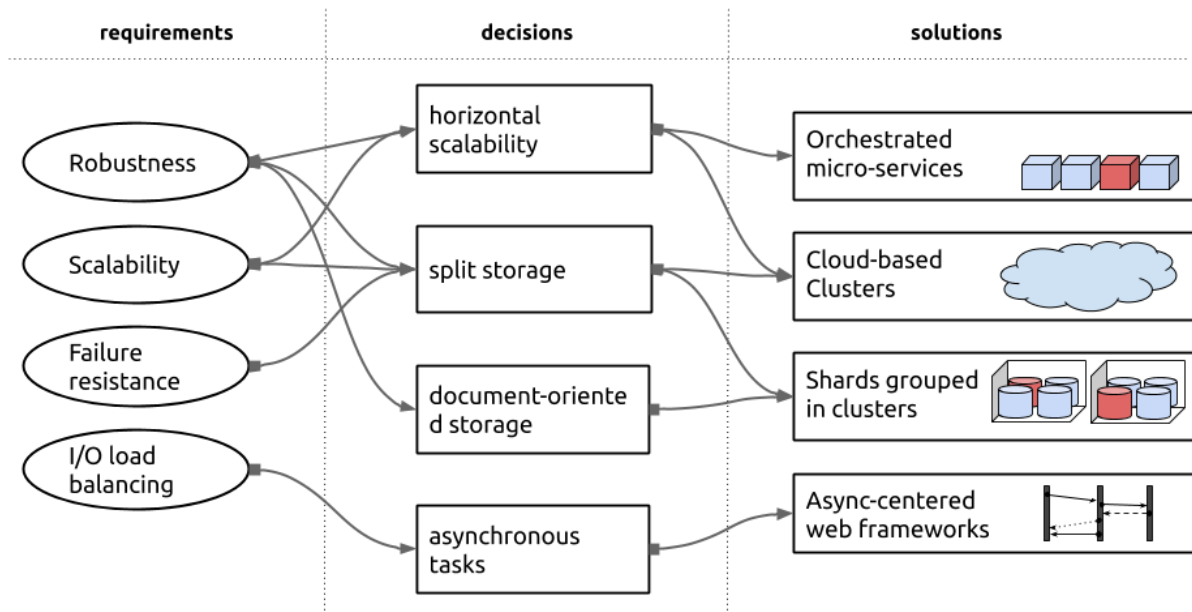 requirements
decisions
solutions
Robustness
Scalability
Failure
resistance
I/O load
balancing
horizontal
scalability
split storage
document-oriente
d storage
asynchronous
tasks
Orchestrated
micro-services
Cloud-based
Clusters
Shards grouped
in clusters
Async-centered
web frameworks